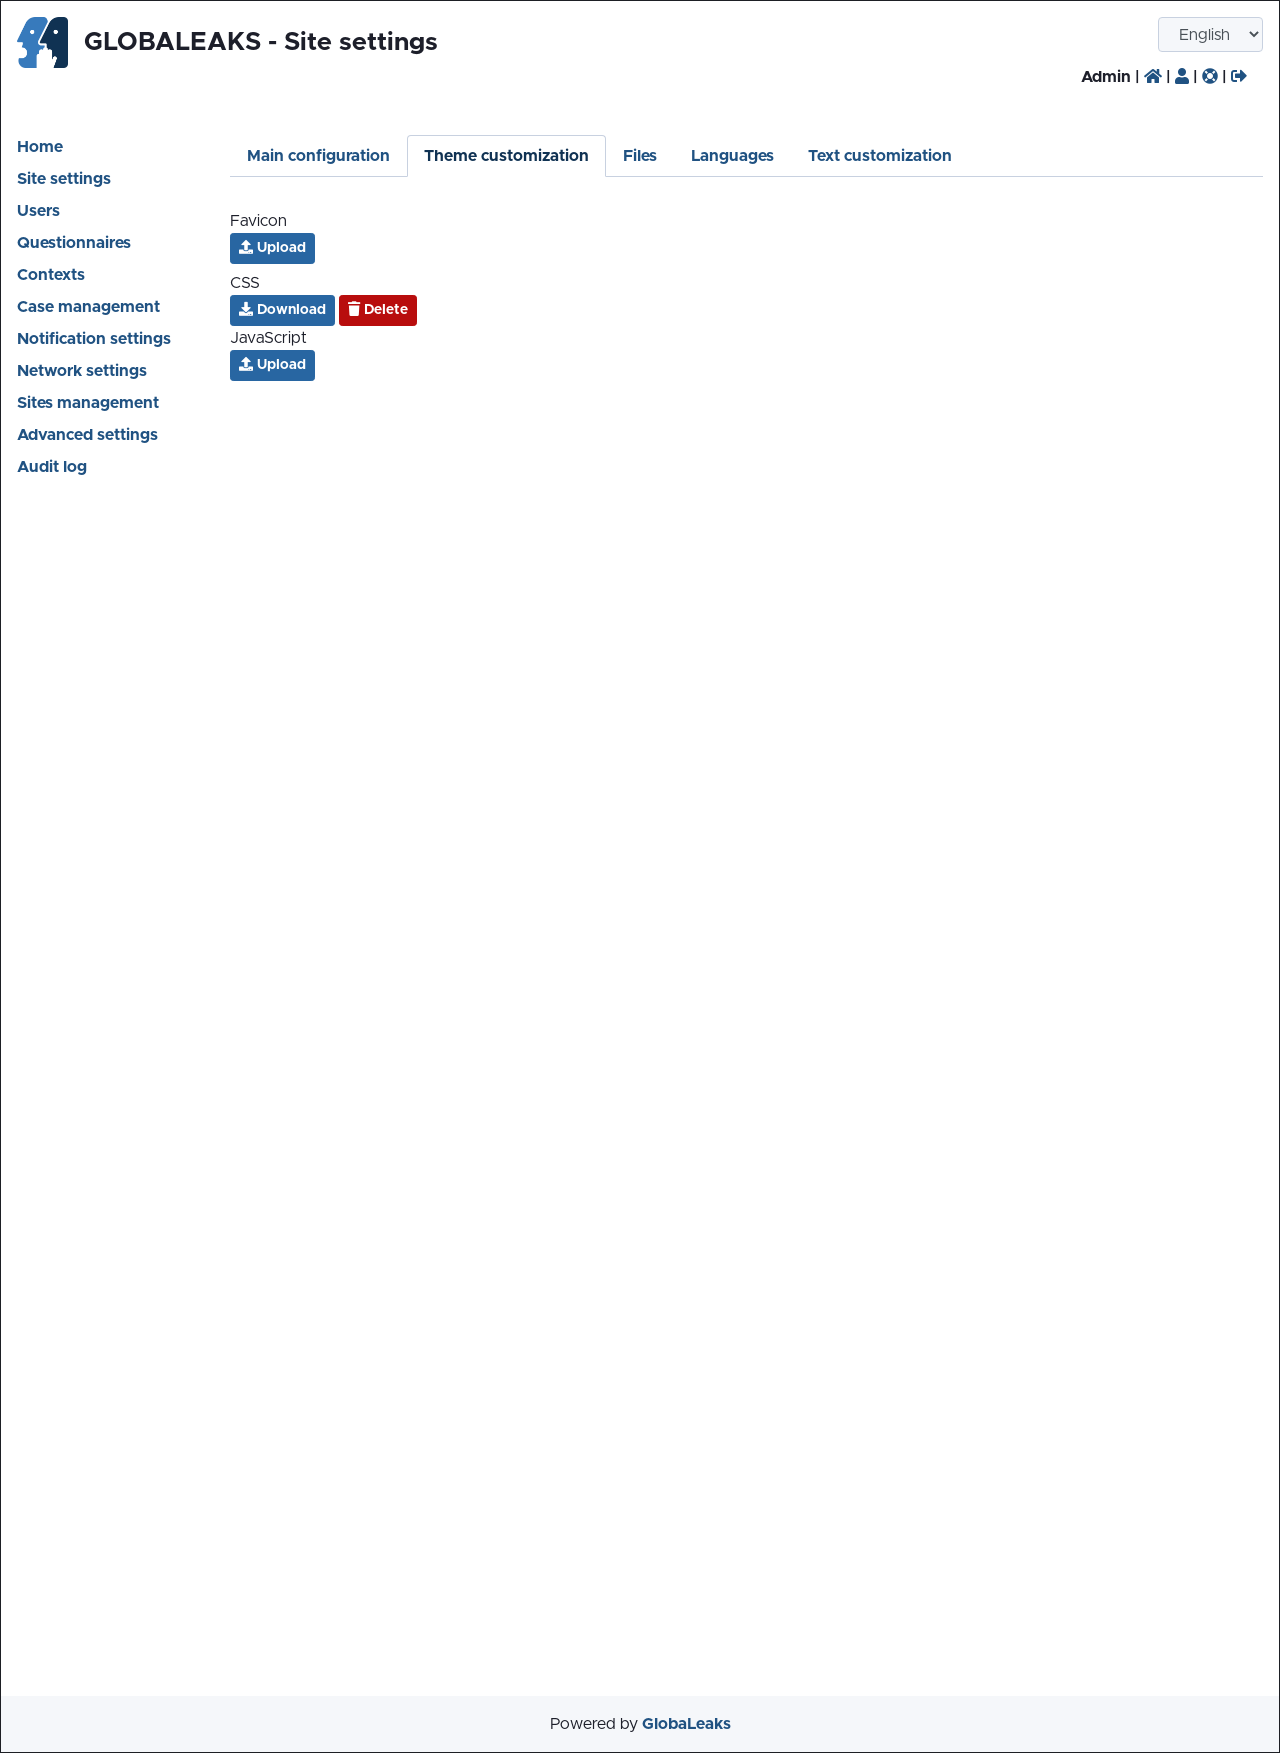 GLOBALEAKS - Site settings
English
Admin | | | |
Home
Site settings
Users
Questionnaires
Contexts
Case management
Notification settings
Network settings
Sites management
Advanced settings
Audit log
Main configuration
Theme customization
Files
Languages
Text customization
Favicon
Upload
CSS
Download Delete
JavaScript
Upload
Powered by GlobaLeaks